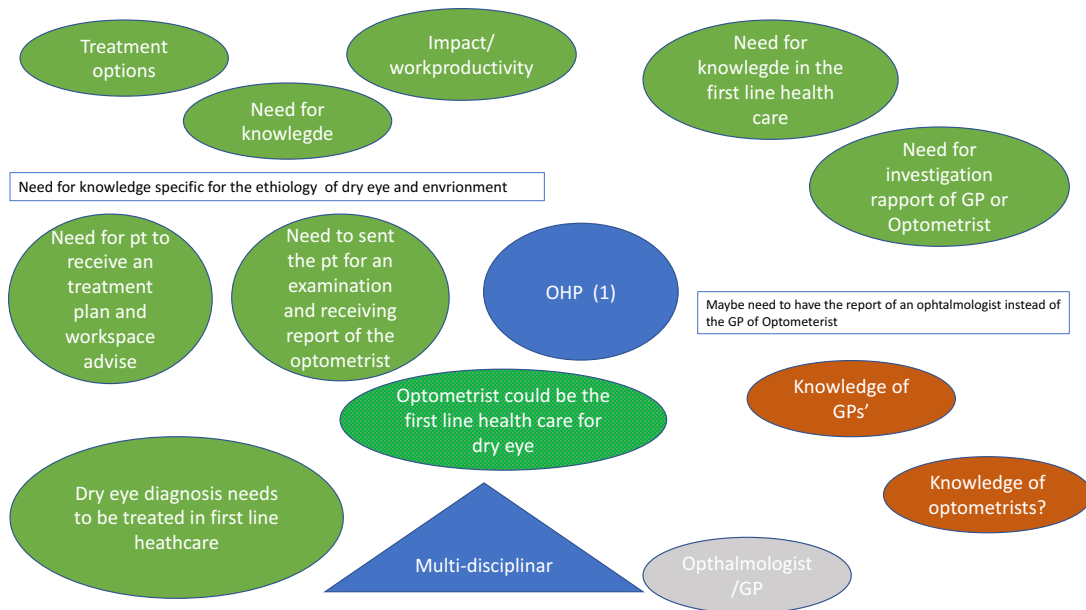 Treatment
options
Impact/
workproductivity
Need for
knowlegde
Need for
knowlegde in the
first line health
care
Need for
investigation
rapport of GP or
Optometrist
Need for knowledge specific for the ethiology of dry eye and envrionment
Need for pt to
receive an
treatment
plan and
workspace
advise
Need to sent
the pt for an
examination
and receiving
report of the
optometrist
OHP (1)
Maybe need to have the report of an ophtalmologist instead of
the GP of Optometerist
Optometrist could be the
first line health care for
dry eye
Knowledge of
GPs’
Knowledge of
optometrists?
Dry eye diagnosis needs
to be treated in first line
heathcare
Multi-disciplinar
Opthalmologist
/GP